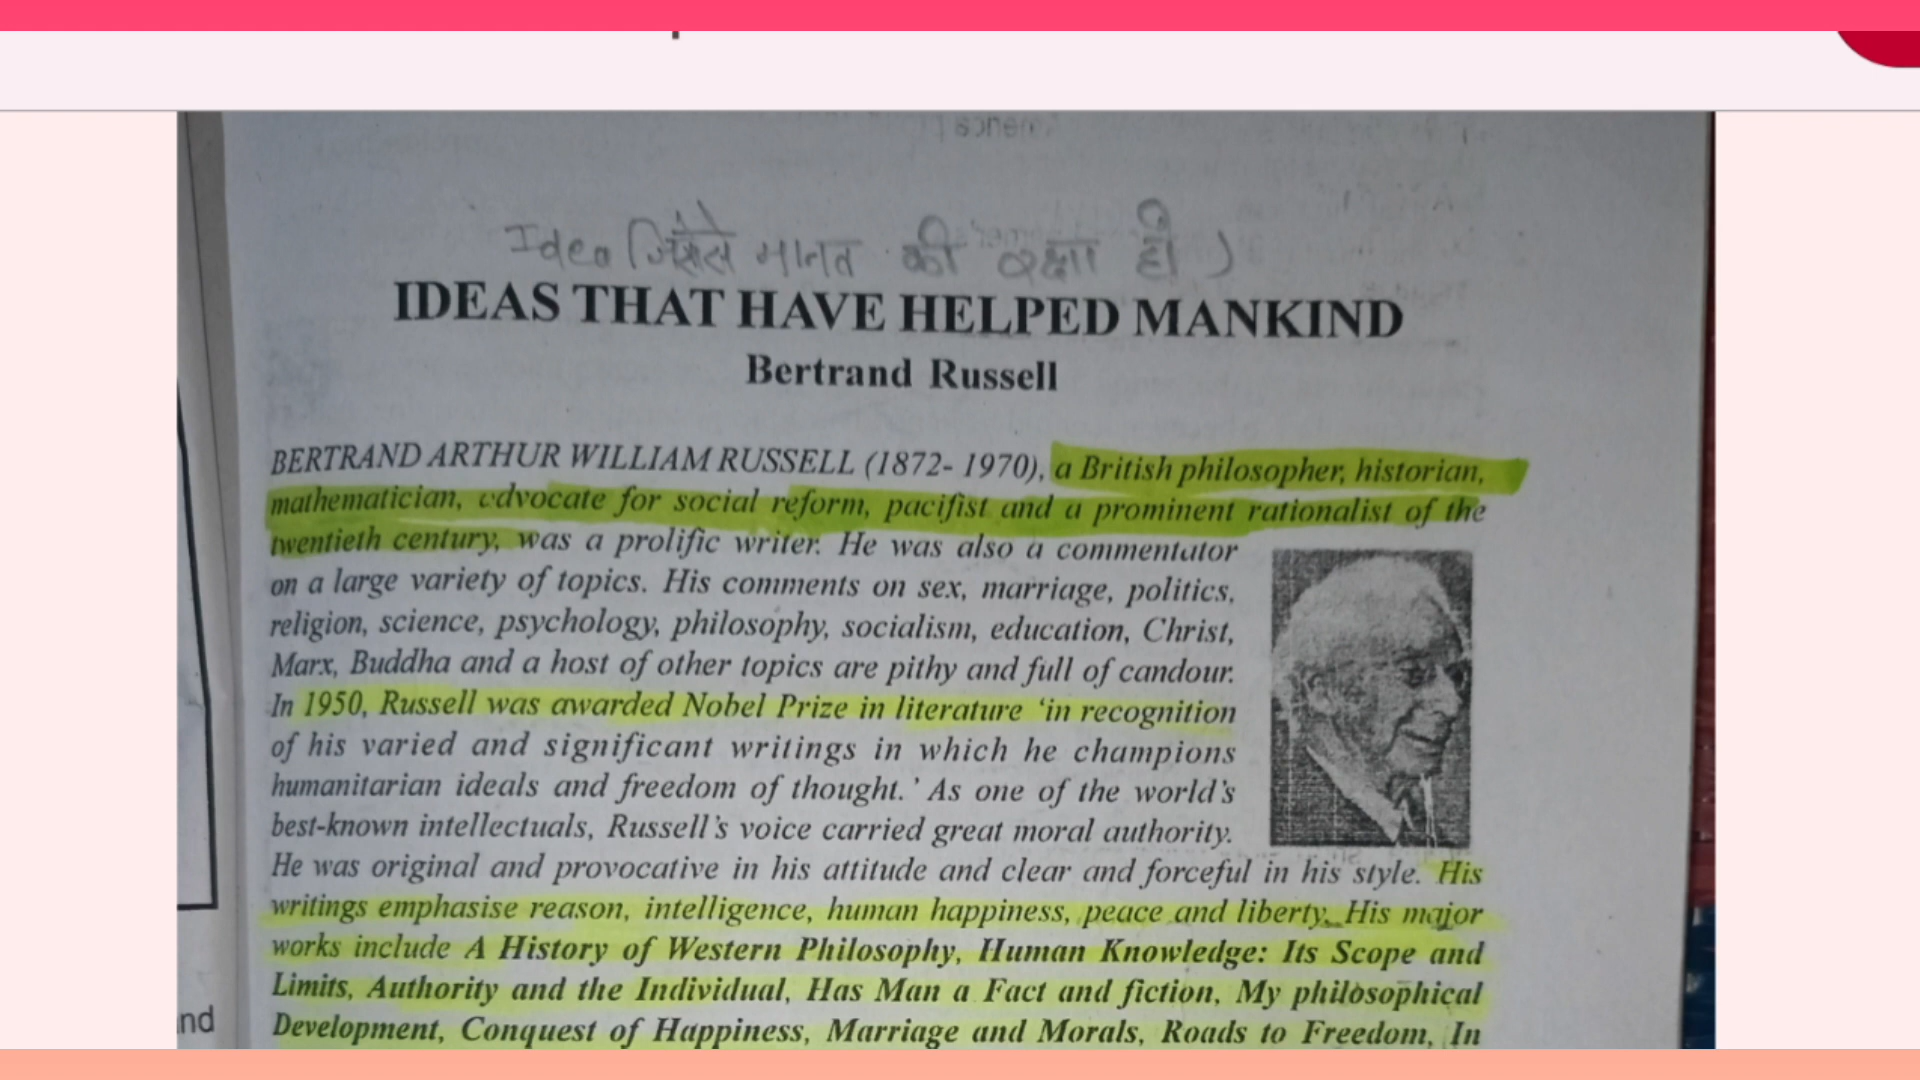 Idea जिससे मानव की रक्षा हो)
IDEAS THAT HAVE HELPED MANKIND
Bertrand Russell
BERTRAND ARTHUR WILLIAM RUSSELL (1872- 1970), a British philosopher, historian,
mathematician, advocate for social reform, pacifist and a prominent rationalist of the
twentieth century, was a prolific writer. He was also a commentator
on a large variety of topics. His comments on sex, marriage, politics,
religion, science, psychology, philosophy, socialism, education, Christ,
Marx, Buddha and a host of other topics are pithy and full of candour.
In 1950, Russell was awarded Nobel Prize in literature ‘in recognition
of his varied and significant writings in which he champions
humanitarian ideals and freedom of thought.’ As one of the world’s
best-known intellectuals, Russell’s voice carried great moral authority.
He was original and provocative in his attitude and clear and forceful in his style. His
writings emphasise reason, intelligence, human happiness, peace and liberty. His major
works include A History of Western Philosophy, Human Knowledge: Its Scope and
Limits, Authority and the Individual, Has Man a Fact and fiction, My philosophical
nd
Development, Conquest of Happiness, Marriage and Morals, Roads to Freedom, In